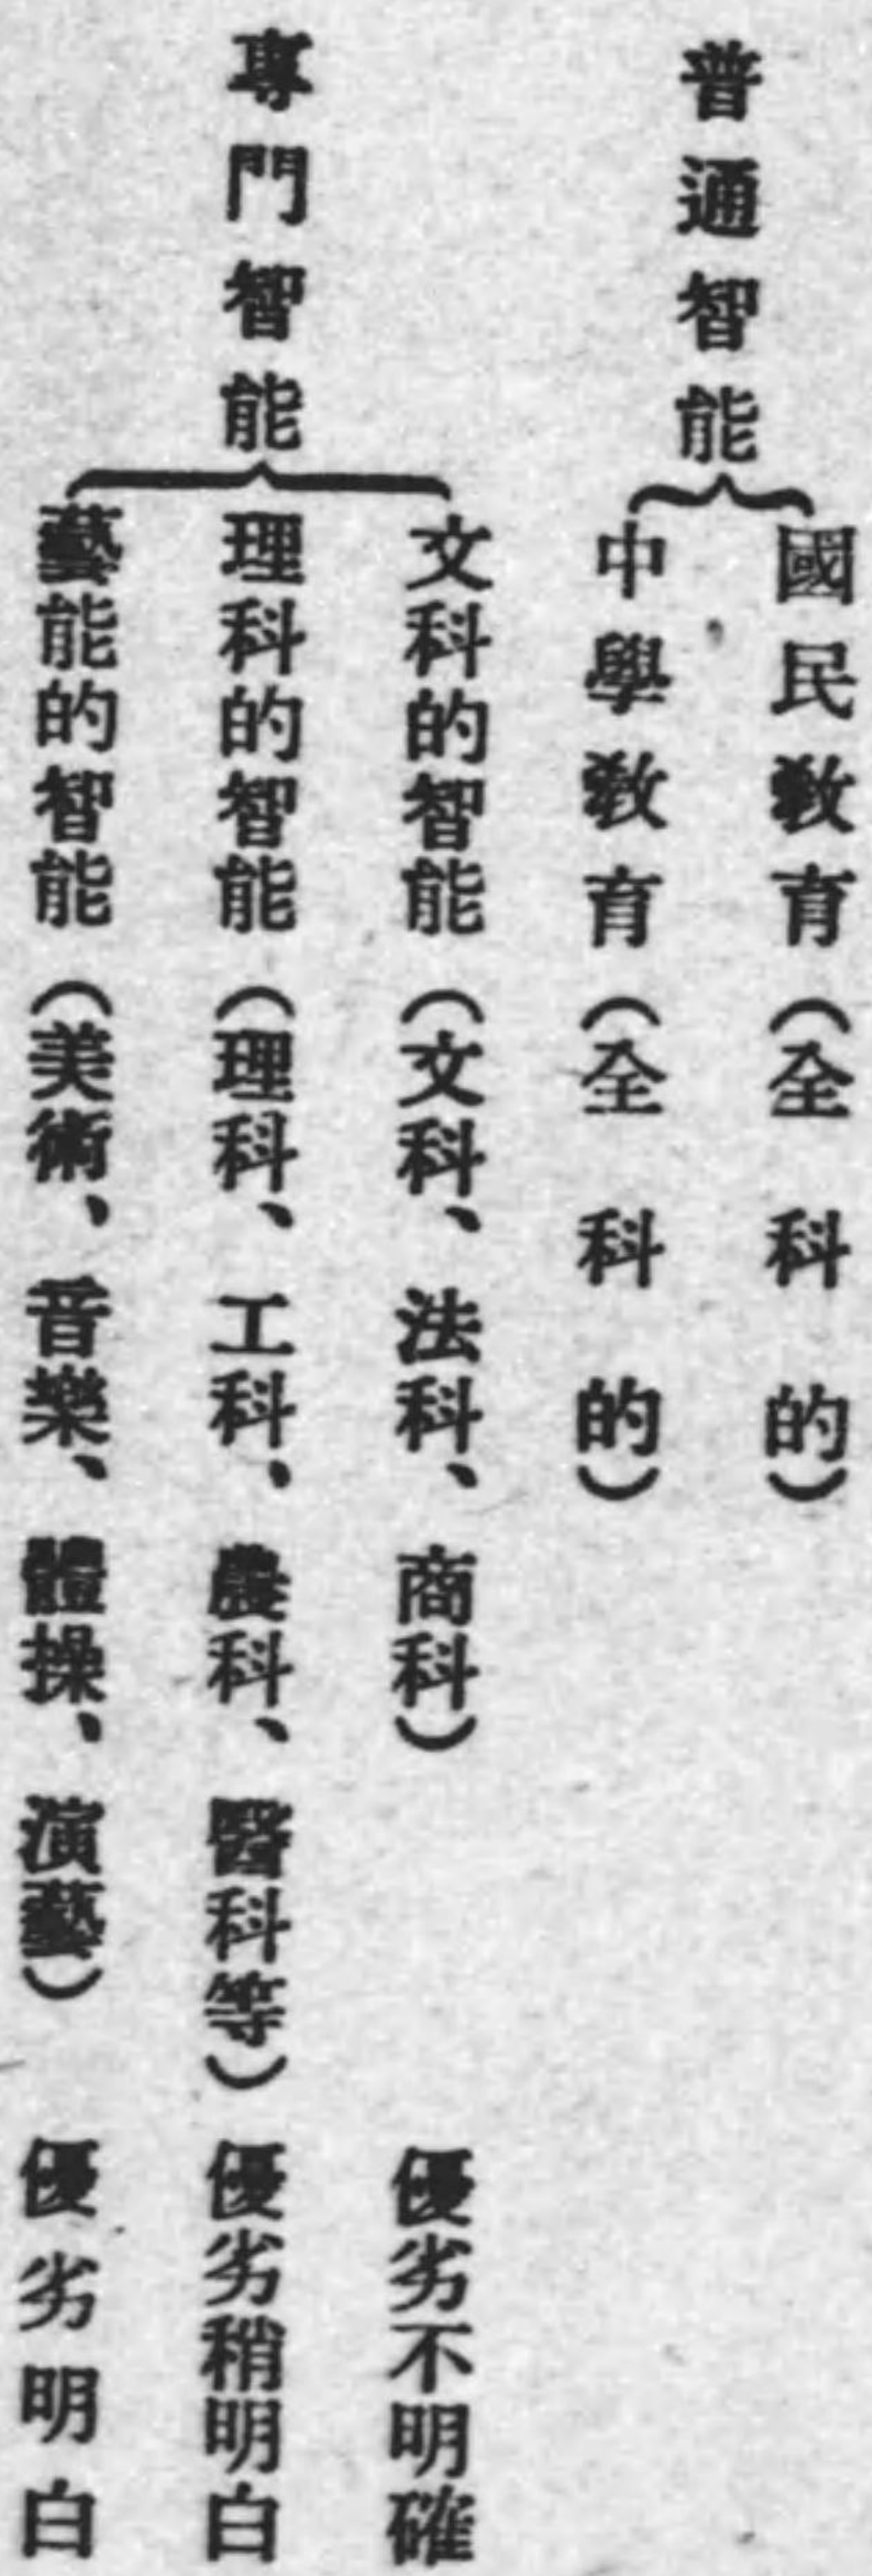 普通智能
國民敎育(全科的)
中學敎育(全科的)
專門智能
文科的智能(文科、法科、商科)優劣不明確
理科的智能(理科、工科、農科、醫科等)優劣稍明白
藝能的智能(美術、音樂、體操、演藝)優劣明白